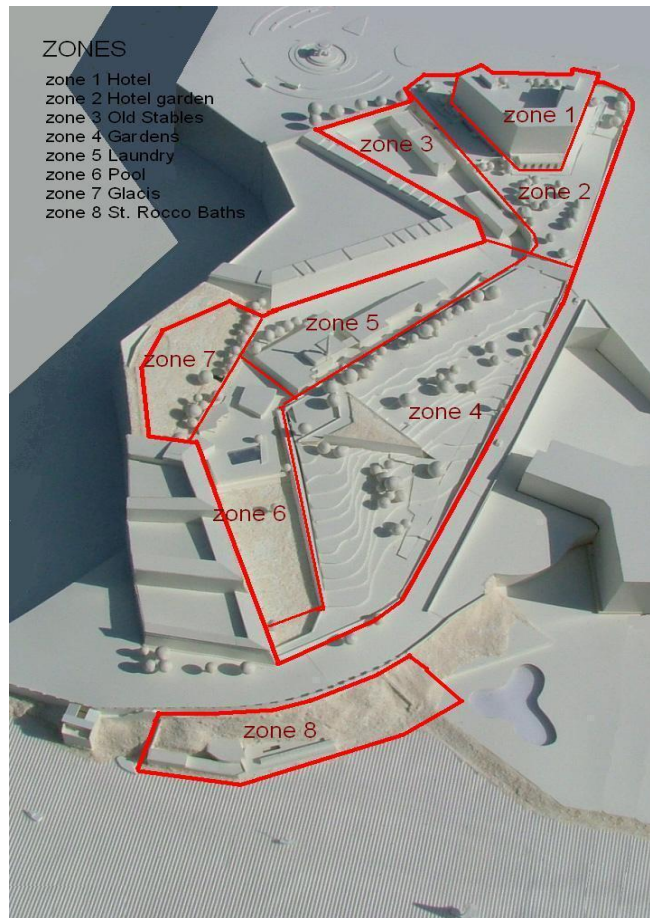 ZONES
zone 1 Hotel
zone 2 Hotel garden
zone 3 Old Stables
zone 4 Gardens
zone 5 Laundry
zone 6 Pool
zone 7 Glacis
zone 8 St. Rocco Baths
zone 1
zone 3
zone 2
zone 5
zone 7
zone 4
zone 6
zone 8